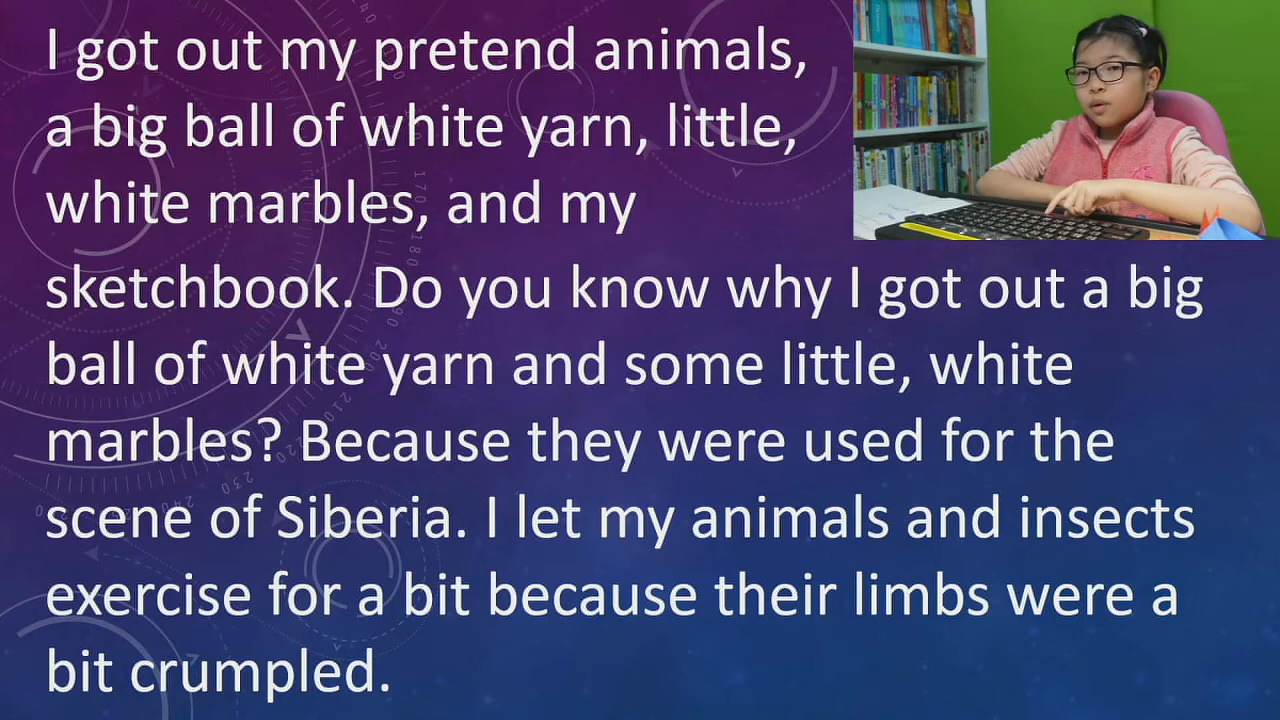 I got out my pretend animals,
a big ball of white yarn, little,
white marbles, and my
sketchbook. Do you know why I got out a big
ball of white yarn and some little, white
marbles? Because they were used for the
scene of Siberia. I let my animals and insects
exercise for a bit because their limbs were a
bit crumpled.